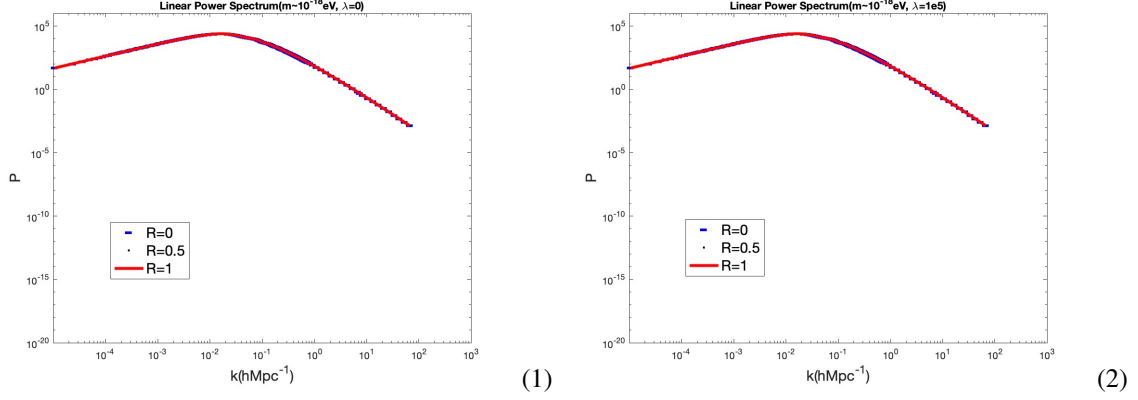 Linear Power Spectrum(m~10⁻¹⁸eV, λ=0)
P
10⁵
10⁰
10⁻⁵
10⁻¹⁰
10⁻¹⁵
10⁻²⁰
R=0
R=0.5
R=1
10⁻⁴
10⁻³
10⁻²
10⁻¹
10⁰
10¹
10²
10³
k(hMpc⁻¹)
(1)
Linear Power Spectrum(m~10⁻¹⁸eV, λ=1e5)
P
10⁵
10⁰
10⁻⁵
10⁻¹⁰
10⁻¹⁵
10⁻²⁰
R=0
R=0.5
R=1
10⁻⁴
10⁻³
10⁻²
10⁻¹
10⁰
10¹
10²
10³
k(hMpc⁻¹)
(2)